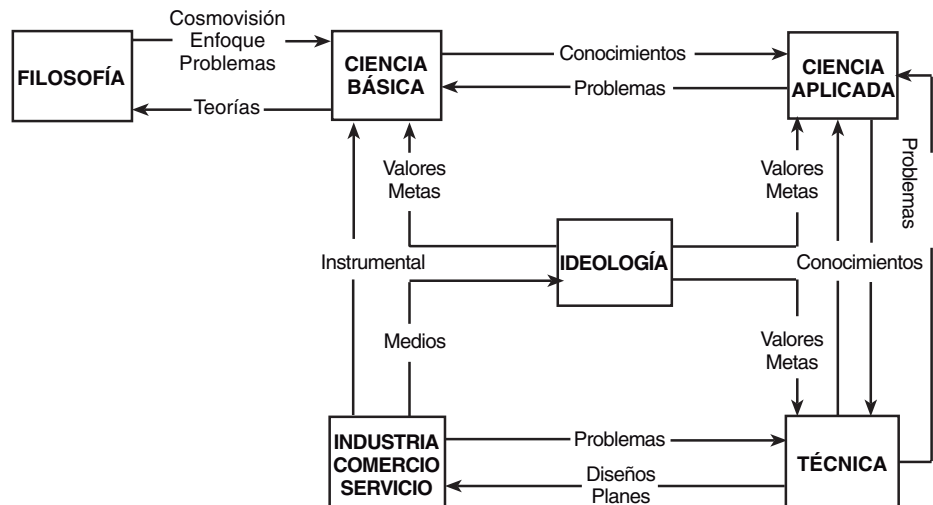 Cosmovisión
Enfoque
Problemas
FILOSOFÍA
CIENCIA
BÁSICA
Conocimientos
CIENCIA
APLICADA
Problemas
Teorías
Valores
Metas
Valores
Metas
Problemas
Instrumental
IDEOLOGÍA
Conocimientos
Medios
Valores
Metas
INDUSTRIA
COMERCIO
SERVICIO
Problemas
TÉCNICA
Diseños
Planes